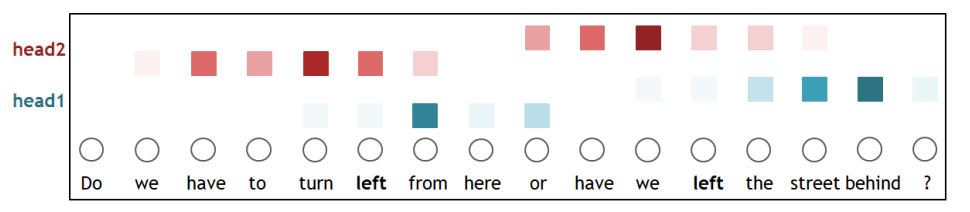 head2
head1
Do we have to turn left from here or have we left the street behind ?